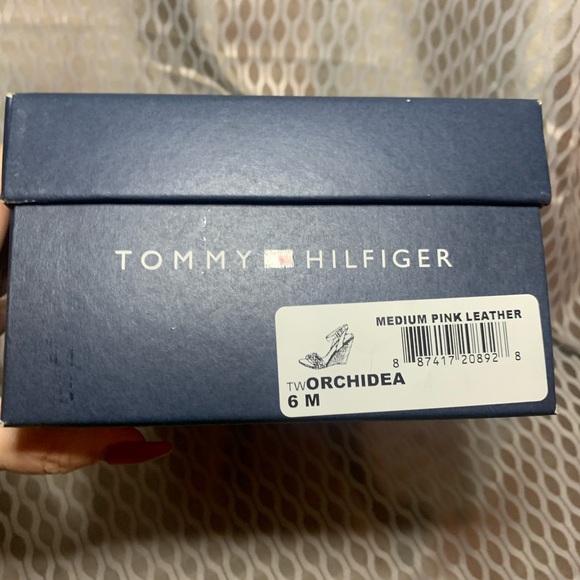 TOMMY HILFIGER
MEDIUM PINK LEATHER
8 87417 20892 8
TWORCHIDEA
6 M